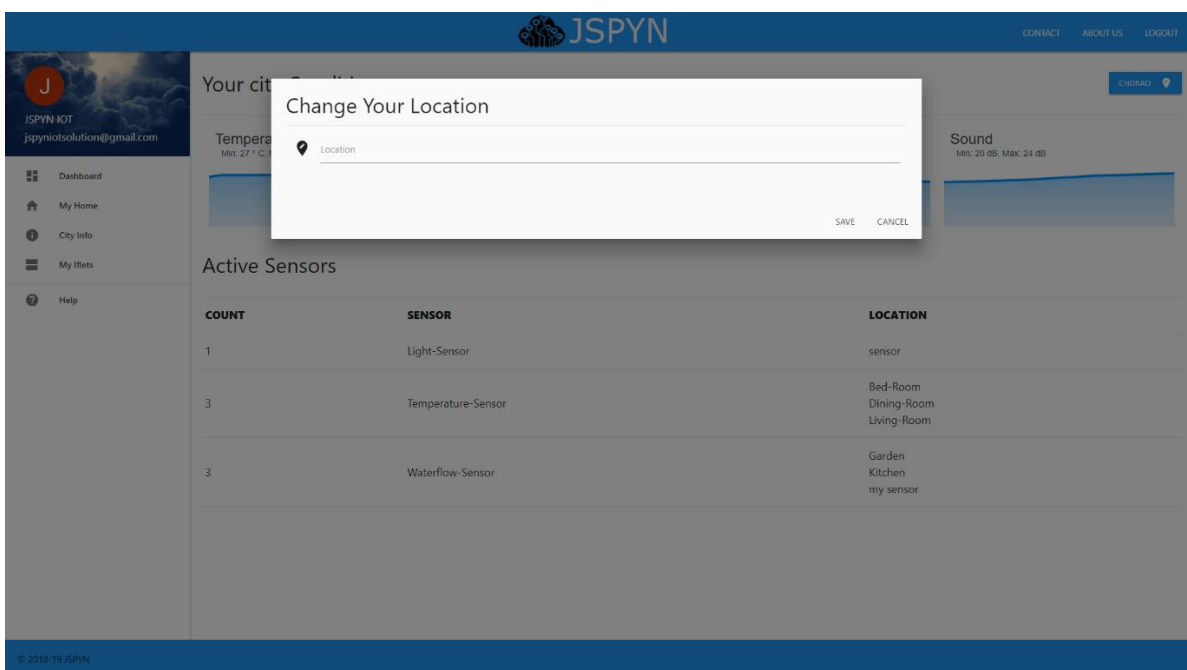 JSPYN
CONTACT ABOUT US LOGOUT
J
JSPYN IOT
jspyniotsolution@gmail.com
Dashboard
My Home
City Info
My Iflets
Help
Your cit
CHORAO
Change Your Location
Location
SAVE CANCEL
Tempera
Min: 27 ° C,
Sound
Min: 20 dB, Max: 24 dB
Active Sensors
COUNT SENSOR LOCATION
1 Light-Sensor sensor
3 Temperature-Sensor Bed-Room
Dining-Room
Living-Room
3 Waterflow-Sensor Garden
Kitchen
my sensor
© 2018-19 JSPYN